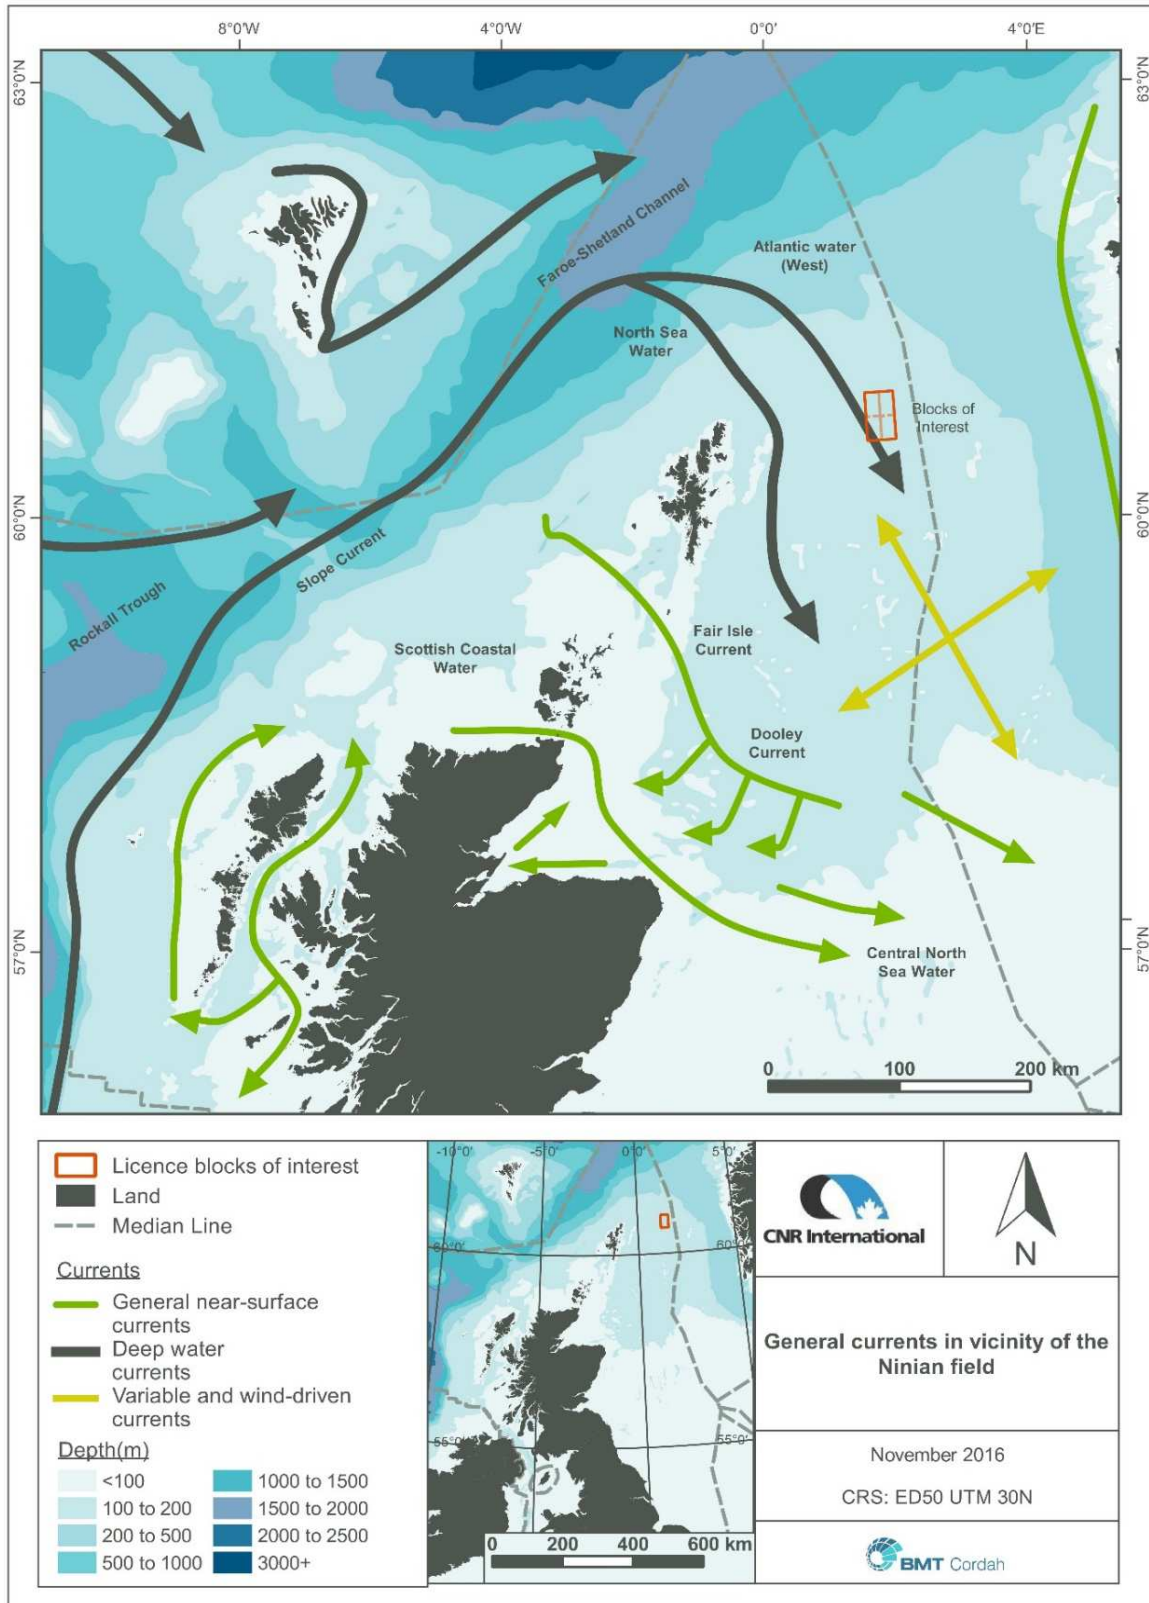 8°0'W
4°0'W
0°0'
4°0'E
63°0'N
63°0'N
Faroe-Shetland Channel
Atlantic water
(West)
North Sea
Water
Blocks of
Interest
60°0'N
60°0'N
Slope Current
Rockall Trough
Fair Isle
Current
Scottish Coastal
Water
Dooley
Current
57°0'N
57°0'N
Central North
Sea Water
0
100
200 km
Licence blocks of interest
Land
Median Line
Currents
General near-surface
currents
Deep water
currents
Variable and wind-driven
currents
Depth(m)
<100
100 to 200
200 to 500
500 to 1000
1000 to 1500
1500 to 2000
2000 to 2500
3000+
-10°0'
-5°0'
0°0'
5°0'
60°0'
60°0'
55°0'
55°0'
0
200
400
600 km
CNR International
N
General currents in vicinity of the
Ninian field
November 2016
CRS: ED50 UTM 30N
BMT Cordah